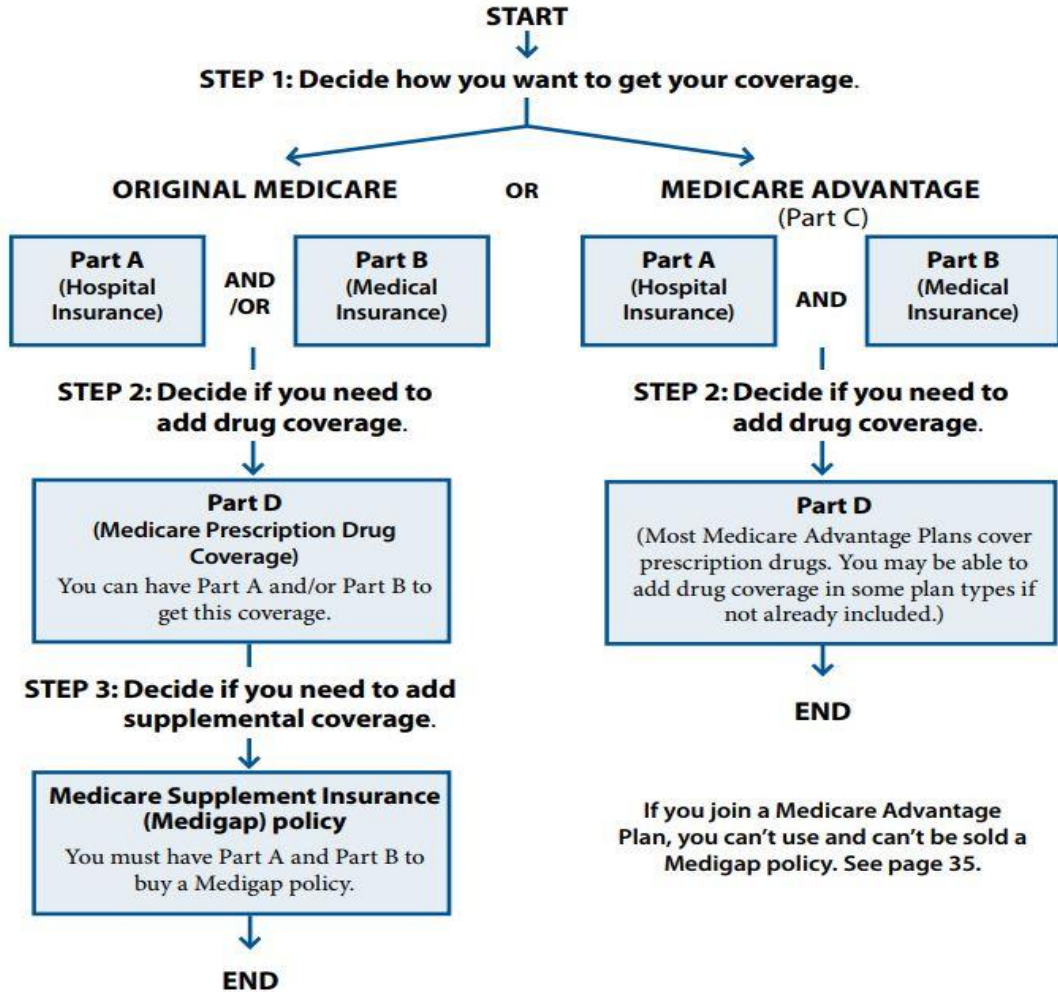 START
STEP 1: Decide how you want to get your coverage.
ORIGINAL MEDICARE
OR
MEDICARE ADVANTAGE
(Part C)
Part A
(Hospital
Insurance)
AND
/OR
Part B
(Medical
Insurance)
STEP 2: Decide if you need to
add drug coverage.
Part D
(Medicare Prescription Drug
Coverage)
You can have Part A and/or Part B to
get this coverage.
STEP 3: Decide if you need to add
supplemental coverage.
Medicare Supplement Insurance
(Medigap) policy
You must have Part A and Part B to
buy a Medigap policy.
END
Part A
(Hospital
Insurance)
AND
Part B
(Medical
Insurance)
STEP 2: Decide if you need to
add drug coverage.
Part D
(Most Medicare Advantage Plans cover
prescription drugs. You may be able to
add drug coverage in some plan types if
not already included.)
END
If you join a Medicare Advantage
Plan, you can’t use and can’t be sold a
Medigap policy. See page 35.